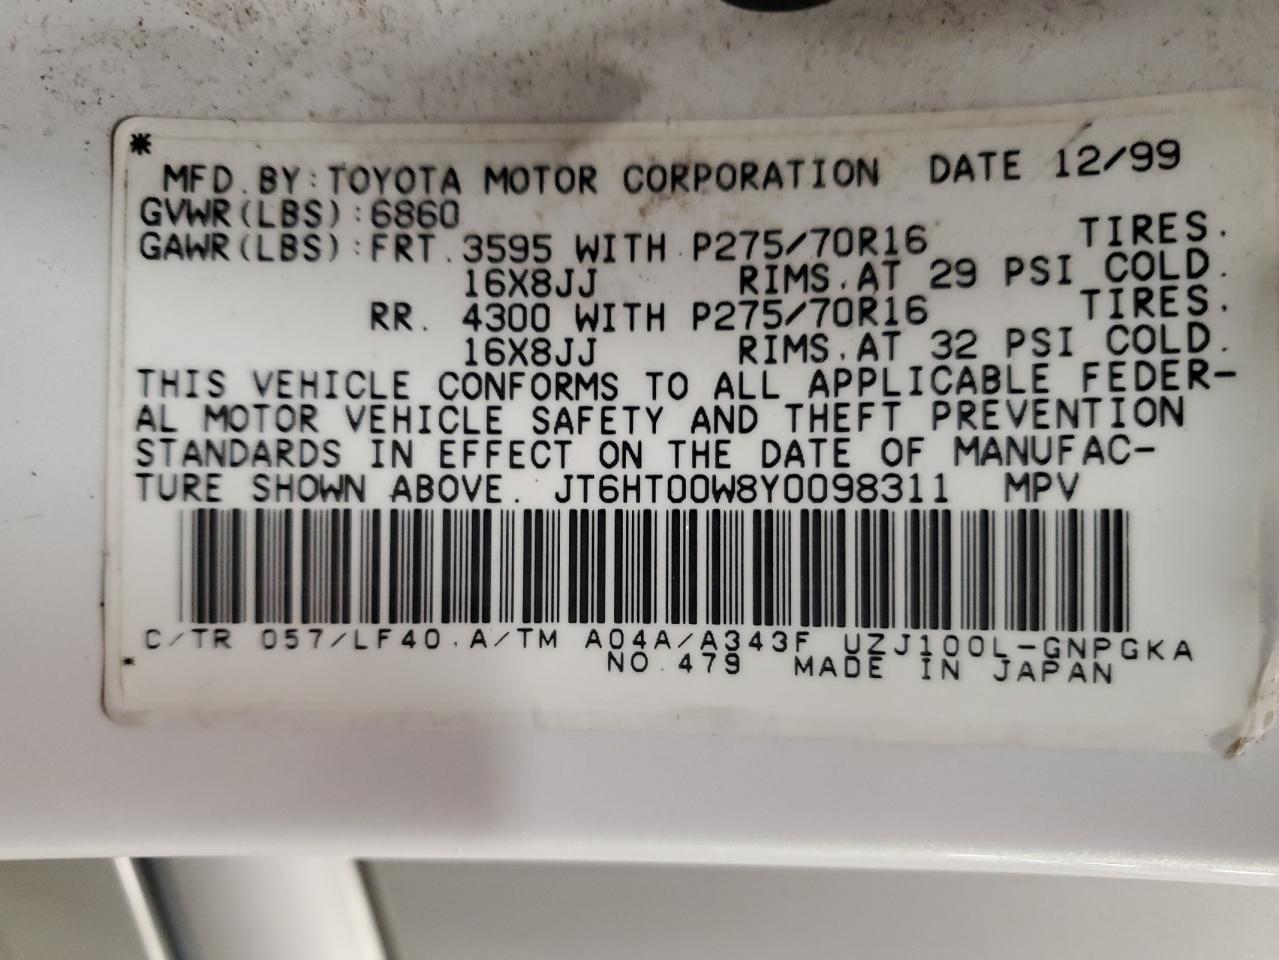 MFD. BY: TOYOTA MOTOR CORPORATION DATE 12/99
GVWR(LBS): 6860
GAWR(LBS): FRT. 3595 WITH P275/70R16 TIRES.
16X8JJ RIMS. AT 29 PSI COLD.
RR. 4300 WITH P275/70R16 TIRES.
16X8JJ RIMS. AT 32 PSI COLD.
THIS VEHICLE CONFORMS TO ALL APPLICABLE FEDER-
AL MOTOR VEHICLE SAFETY AND THEFT PREVENTION
STANDARDS IN EFFECT ON THE DATE OF MANUFAC-
TURE SHOWN ABOVE. JT6HT00W8Y0098311 MPV
C/TR 057/LF40. A/TM A04A/A343F UZJ100L-GNPGKA
NO. 479 MADE IN JAPAN